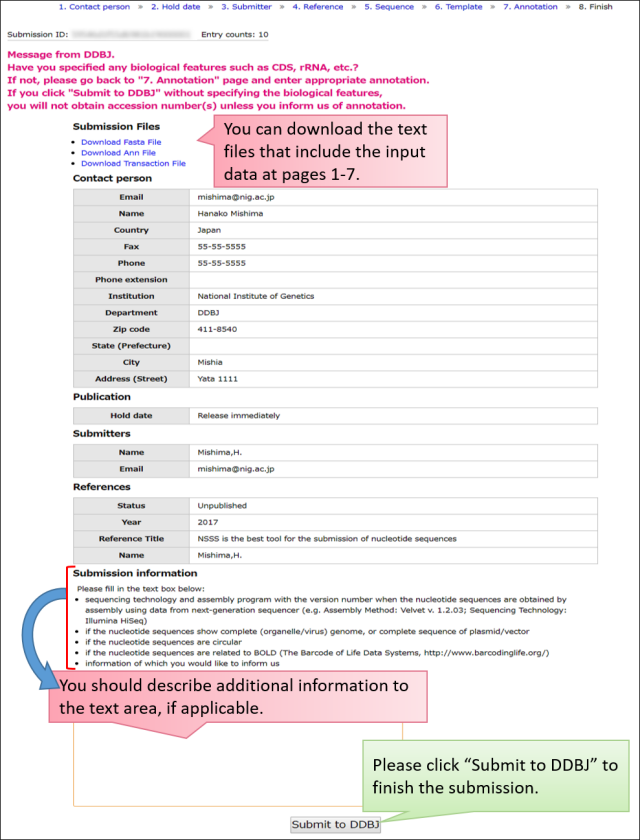 1. Contact person » 2. Hold date » 3. Submitter » 4. Reference » 5. Sequence » 6. Template » 7. Annotation » 8. Finish
Submission ID: Entry counts: 10
Message from DDBJ.
Have you specified any biological features such as CDS, rRNA, etc.?
If not, please go back to "7. Annotation" page and enter appropriate annotation.
If you click "Submit to DDBJ" without specifying the biological features,
you will not obtain accession number(s) unless you inform us of annotation.
Submission Files
• Download Fasta File
• Download Ann File
• Download Transaction File
You can download the text
files that include the input
data at pages 1-7.
Contact person
Email mishima@nig.ac.jp
Name Hanako Mishima
Country Japan
Fax 55-55-5555
Phone 55-55-5555
Phone extension
Institution National Institute of Genetics
Department DDBJ
Zip code 411-8540
State (Prefecture)
City Mishia
Address (Street) Yata 1111
Publication
Hold date Release immediately
Submitters
Name Mishima,H.
Email mishima@nig.ac.jp
References
Status Unpublished
Year 2017
Reference Title NSSS is the best tool for the submission of nucleotide sequences
Name Mishima,H.
Submission information
Please fill in the text box below:
• sequencing technology and assembly program with the version number when the nucleotide sequences are obtained by
assembly using data from next-generation sequencer (e.g. Assembly Method: Velvet v. 1.2.03; Sequencing Technology:
Illumina HiSeq)
• if the nucleotide sequences show complete (organelle/virus) genome, or complete sequence of plasmid/vector
• if the nucleotide sequences are circular
• if the nucleotide sequences are related to BOLD (The Barcode of Life Data Systems, http://www.barcodinglife.org/)
• information of which you would like to inform us
You should describe additional information to
the text area, if applicable.
Please click “Submit to DDBJ” to
finish the submission.
Submit to DDBJ